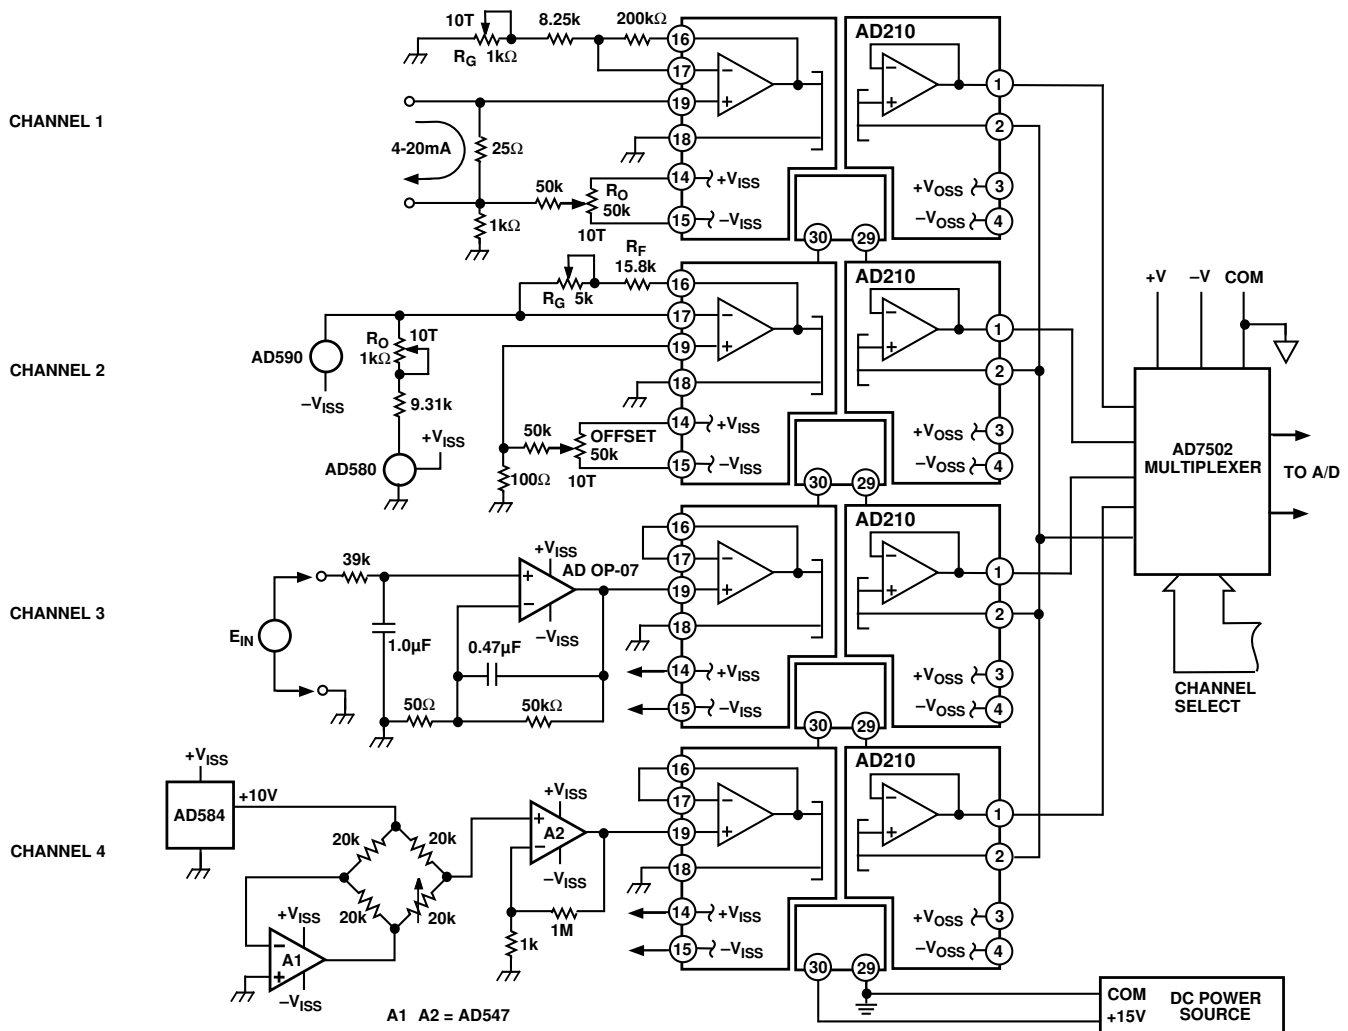 CHANNEL 1
10T
RG 1kΩ
8.25k
200kΩ
16
17
19
18
14
15
+VISS
−VISS
4-20mA
25Ω
1kΩ
50k
RO
50k
10T
30
29
AD210
1
2
+VOSS
3
−VOSS
4
CHANNEL 2
RG 5k
RF
15.8k
16
17
19
18
14
15
+VISS
−VISS
AD590
−VISS
RO
1kΩ
10T
9.31k
AD580
+VISS
50k
OFFSET
50k
10T
100Ω
30
29
AD210
1
2
+VOSS
3
−VOSS
4
CHANNEL 3
EIN
39k
1.0µF
50Ω
0.47µF
50kΩ
+VISS
AD OP-07
−VISS
16
17
19
18
14
15
+VISS
−VISS
30
29
AD210
1
2
+VOSS
3
−VOSS
4
CHANNEL 4
+VISS
AD584
+10V
20k
20k
20k
20k
+VISS
A1
−VISS
+VISS
A2
−VISS
1M
1k
16
17
19
18
14
15
+VISS
−VISS
30
29
AD210
1
2
+VOSS
3
−VOSS
4
A1 A2 = AD547
+V
−V
COM
AD7502
MULTIPLEXER
TO A/D
CHANNEL
SELECT
COM
+15V
DC POWER
SOURCE